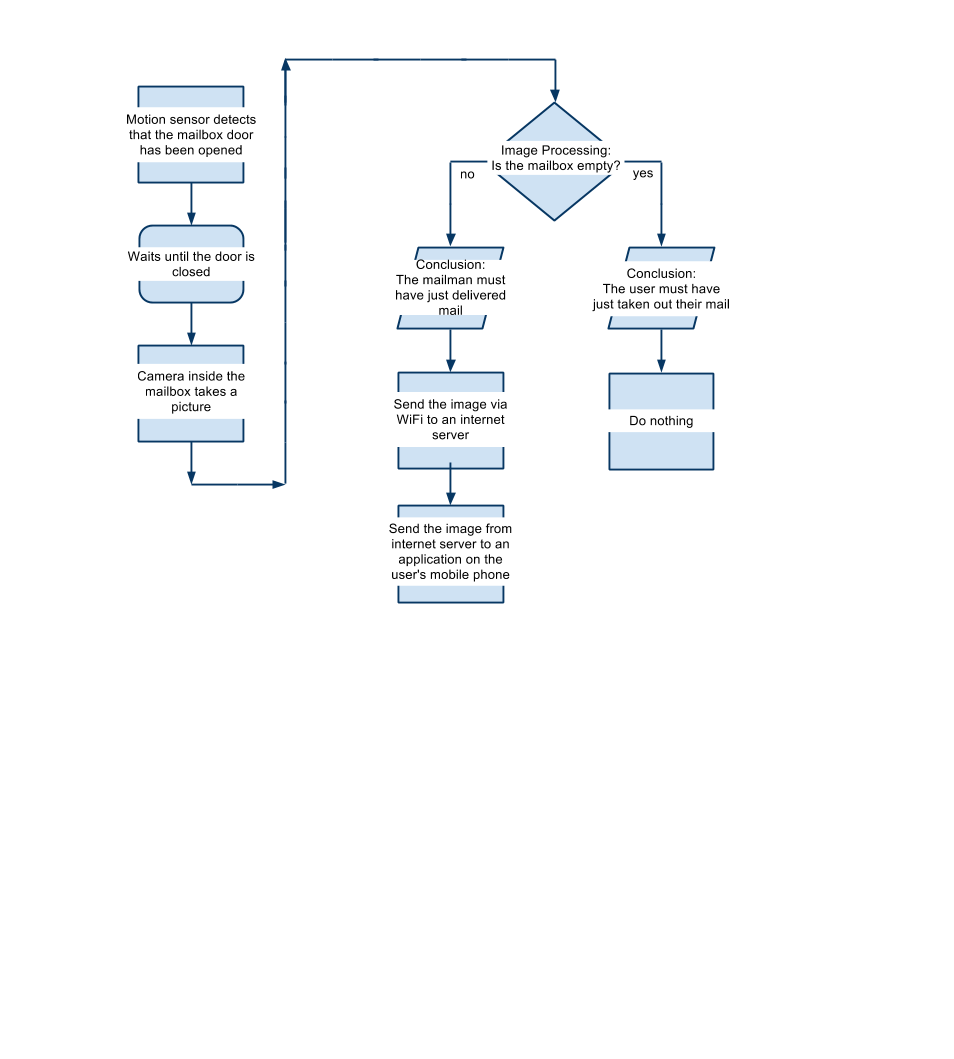 Motion sensor detects
that the mailbox door
has been opened
Waits until the door is
closed
Camera inside the
mailbox takes a
picture
Image Processing:
Is the mailbox empty?
no
yes
Conclusion:
The mailman must
have just delivered
mail
Conclusion:
The user must have
just taken out their mail
Send the image via
WiFi to an internet
server
Do nothing
Send the image from
internet server to an
application on the
user's mobile phone